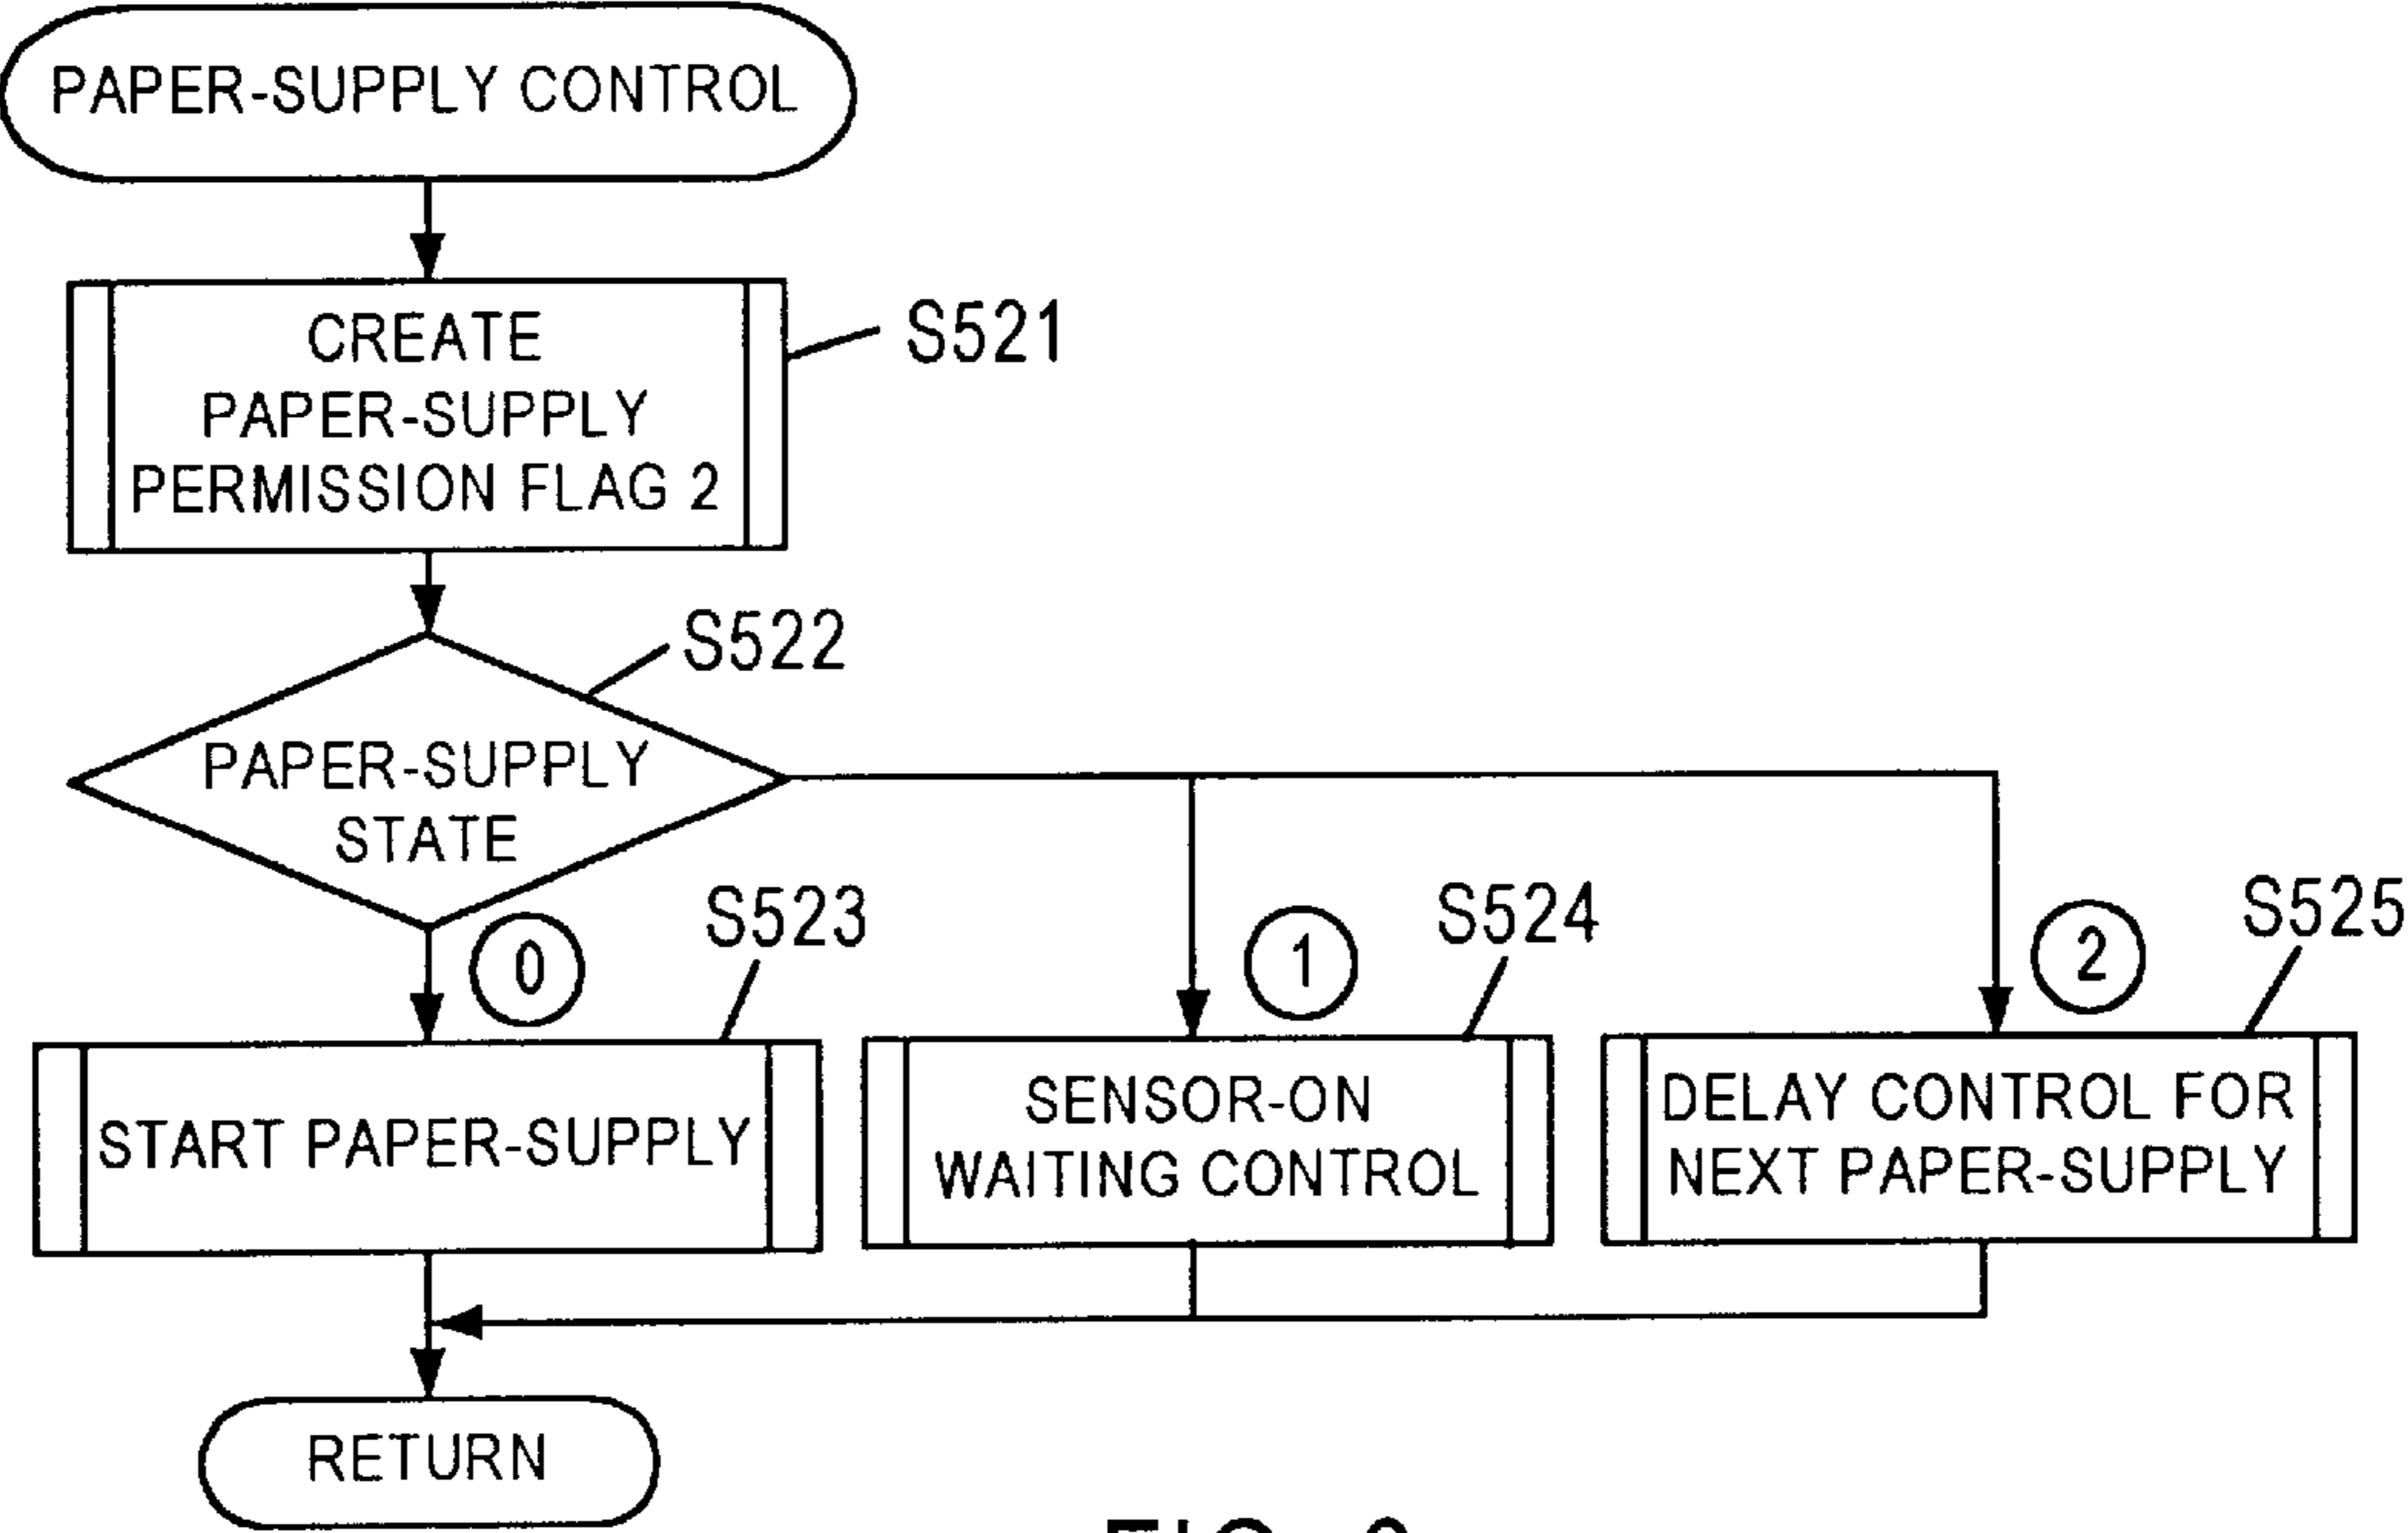 PAPER-SUPPLY CONTROL
CREATE
PAPER-SUPPLY
PERMISSION FLAG 2
S521
S522
PAPER-SUPPLY
STATE
0
S523
1
S524
2
S525
START PAPER-SUPPLY
SENSOR-ON
WAITING CONTROL
DELAY CONTROL FOR
NEXT PAPER-SUPPLY
RETURN